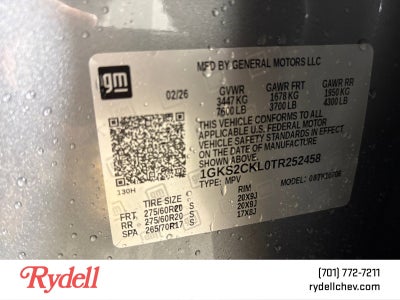 gm
MFD BY GENERAL MOTORS LLC
02/26
GVWR GAWR FRT GAWR RR
3447 KG 1678 KG 1950 KG
7600 LB 3700 LB 4300 LB
THIS VEHICLE CONFORMS TO ALL
APPLICABLE U.S. FEDERAL MOTOR
VEHICLE SAFETY STANDARDS IN EFFECT
ON THE DATE OF MANUFACTURE
SHOWN ABOVE.
1GKS2CKL0TR252458
TYPE: MPV MODEL:
130H
TIRE SIZE RIM
FRT 275/60R20 S 20X9J
RR 275/60R20 S 20X9J
SPA 265/70R17 S 17X8J
Rydell
(701) 772-7211
rydellchev.com